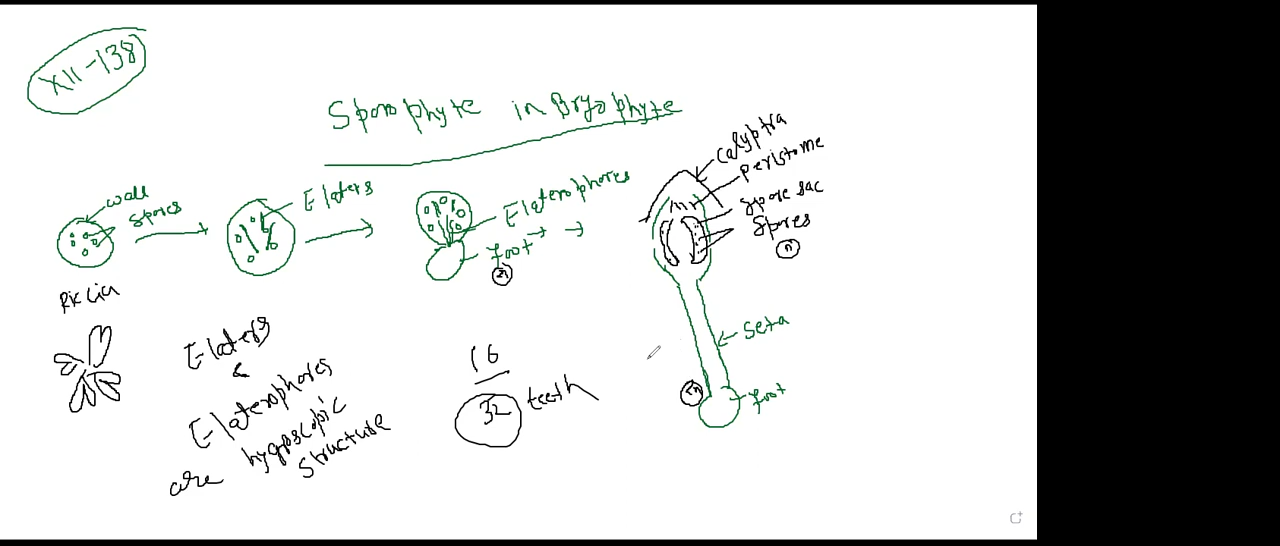 XII-138
Sporophyte in Bryophyte
wall
Spores
Elaters
Elaterophores
foot
2n
calyptra
peristome
spore sac
Spores
n
Riccia
Elaters
&
Elaterophores
are hygroscopic
structure
16
32 teeth
seta
2n
foot